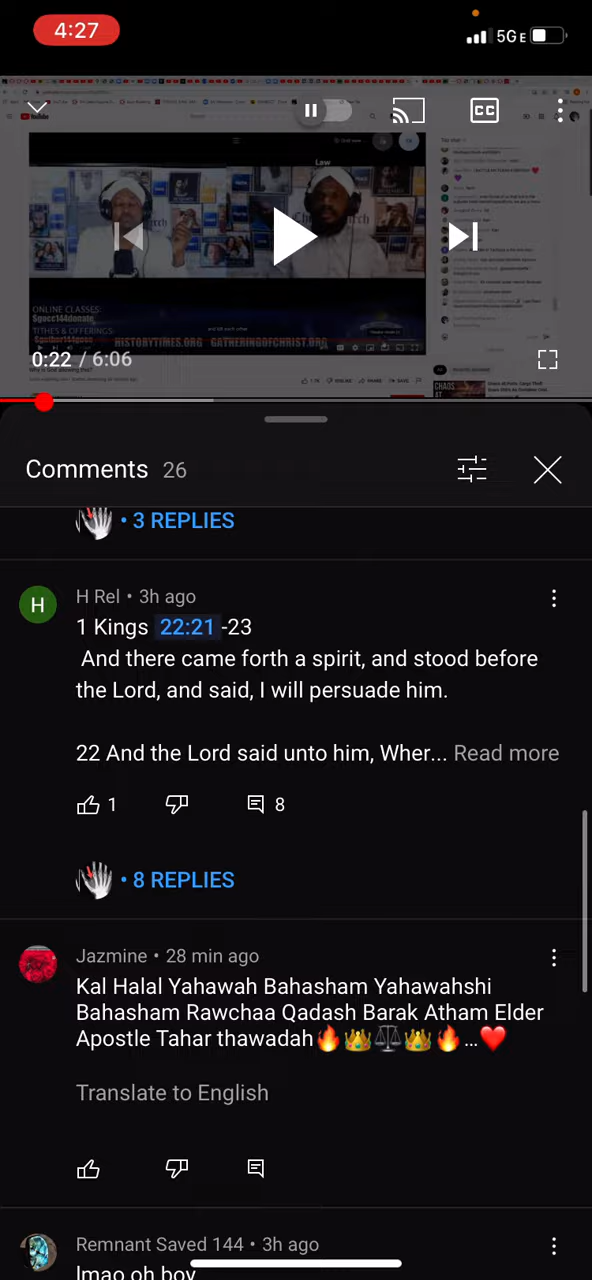 4:27
5GE
CC
Law
ONLINE CLASSES:
$gocc144donate
TITHES & OFFERINGS:
HISTORYTIMES.ORG GATHERINGOFCHRIST.ORG
0:22 / 6:06
Comments 26
• 3 REPLIES
H
H Rel • 3h ago
1 Kings 22:21 -23
And there came forth a spirit, and stood before
the Lord, and said, I will persuade him.
22 And the Lord said unto him, Wher... Read more
1 8
• 8 REPLIES
Jazmine • 28 min ago
Kal Halal Yahawah Bahasham Yahawahshi
Bahasham Rawchaa Qadash Barak Atham Elder
Apostle Tahar thawadah🔥👑⚖️👑🔥...❤️
Translate to English
Remnant Saved 144 • 3h ago
lmao oh boy